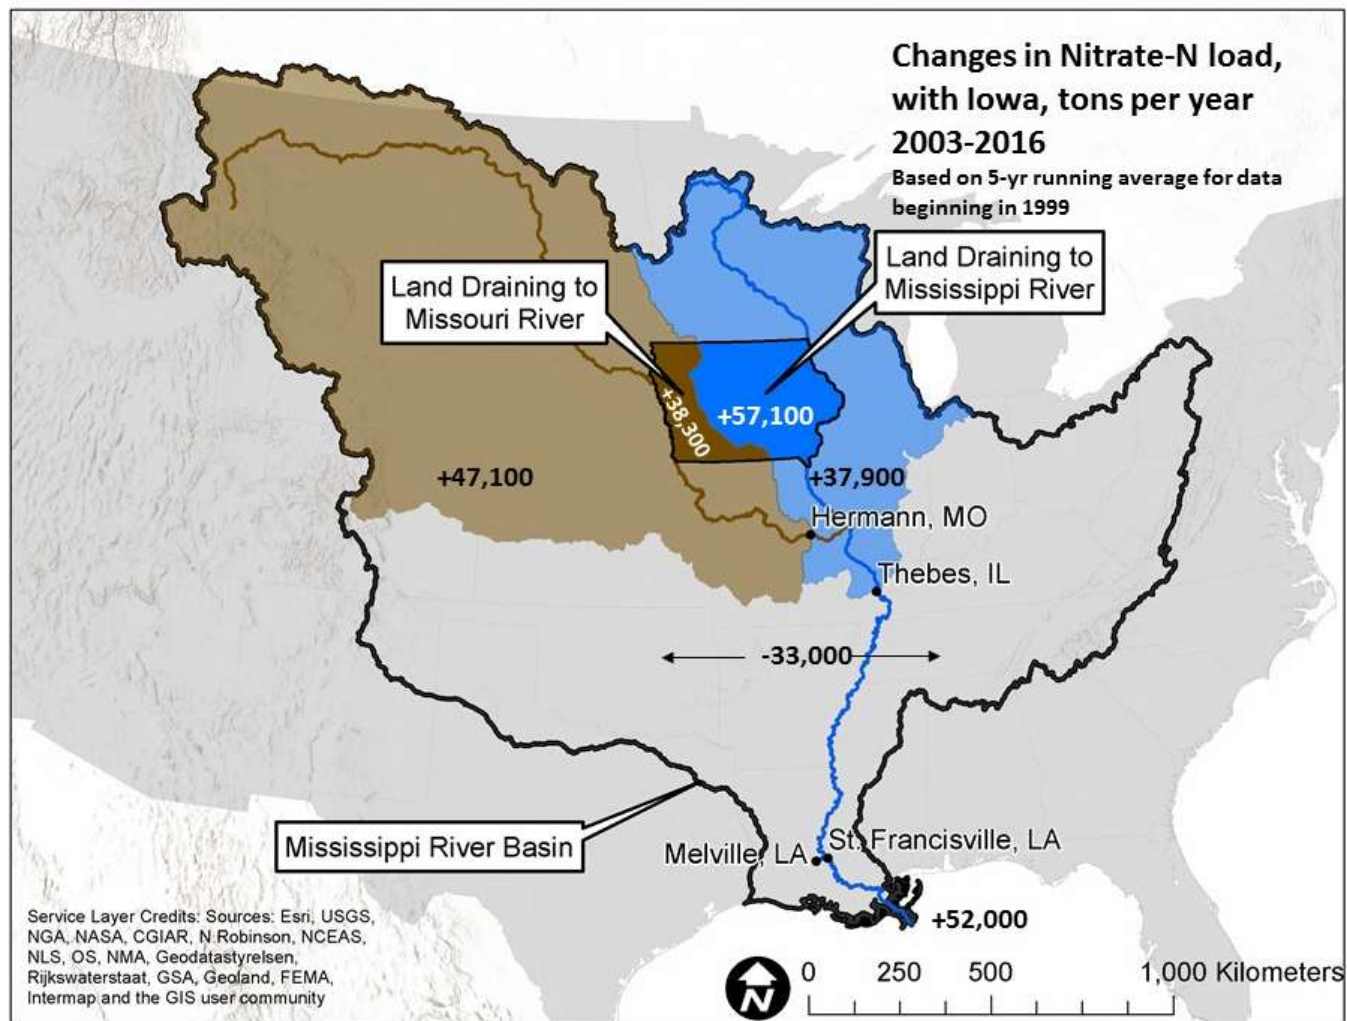 Changes in Nitrate-N load,
with Iowa, tons per year
2003-2016
Based on 5-yr running average for data
beginning in 1999
Land Draining to
Mississippi River
Land Draining to
Missouri River
+38,300
+57,100
+47,100
+37,900
Hermann, MO
Thebes, IL
-33,000
Mississippi River Basin
Melville, LA
St. Francisville, LA
+52,000
Service Layer Credits: Sources: Esri, USGS,
NGA, NASA, CGIAR, N Robinson, NCEAS,
NLS, OS, NMA, Geodatastyrelsen,
Rijkswaterstaat, GSA, Geoland, FEMA,
Intermap and the GIS user community
N
0 250 500 1,000 Kilometers